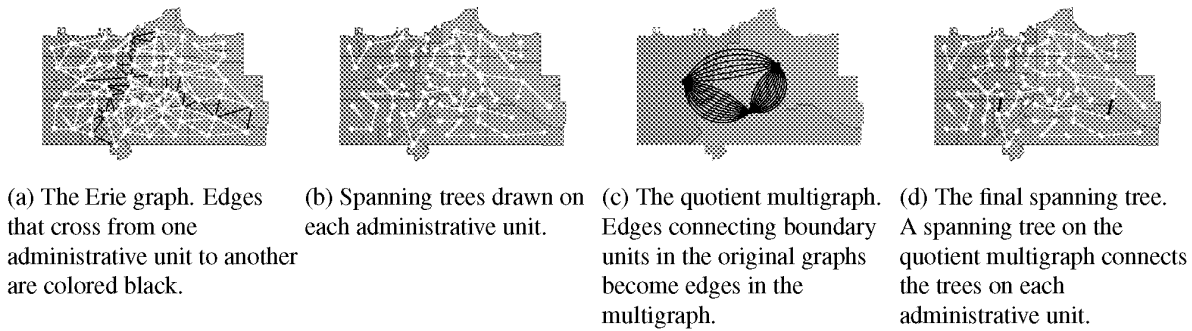 (a) The Erie graph. Edges
that cross from one
administrative unit to another
are colored black.
(b) Spanning trees drawn on
each administrative unit.
(c) The quotient multigraph.
Edges connecting boundary
units in the original graphs
become edges in the
multigraph.
(d) The final spanning tree.
A spanning tree on the
quotient multigraph connects
the trees on each
administrative unit.